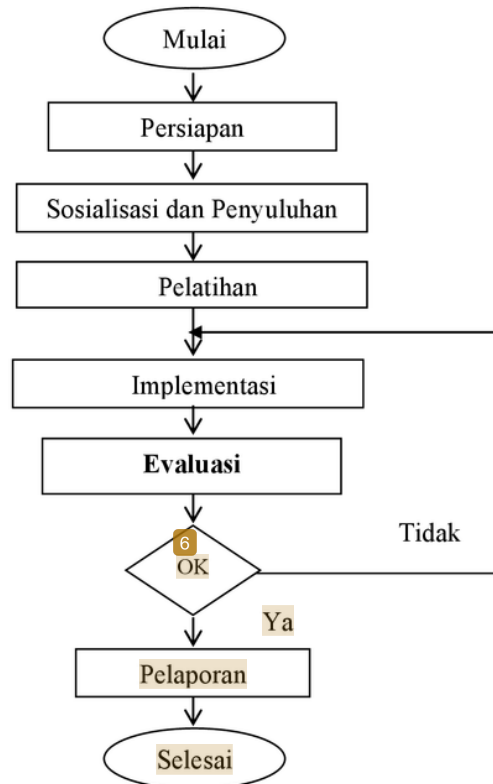 Mulai
Persiapan
Sosialisasi dan Penyuluhan
Pelatihan
Implementasi
Evaluasi
6
OK
Tidak
Ya
Pelaporan
Selesai